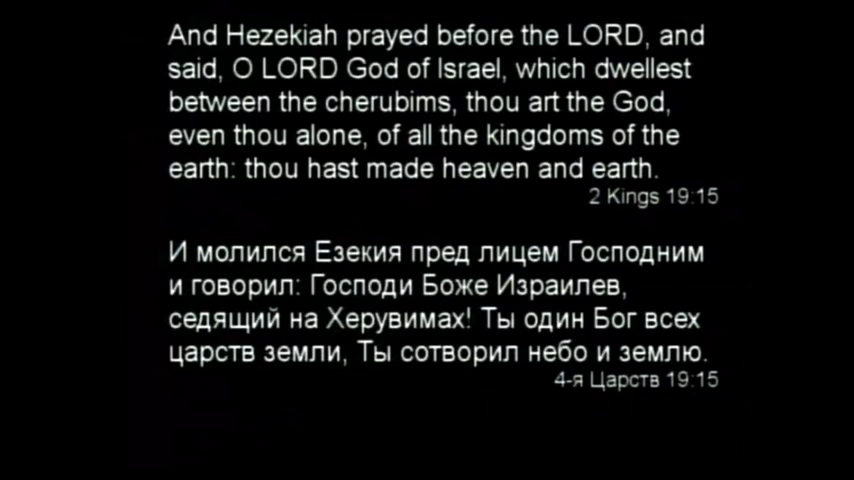 And Hezekiah prayed before the LORD, and
said, O LORD God of Israel, which dwellest
between the cherubims, thou art the God,
even thou alone, of all the kingdoms of the
earth: thou hast made heaven and earth.
2 Kings 19:15
И молился Езекия пред лицем Господним
и говорил: Господи Боже Израилев,
седящий на Херувимах! Ты один Бог всех
царств земли, Ты сотворил небо и землю.
4-я Царств 19:15